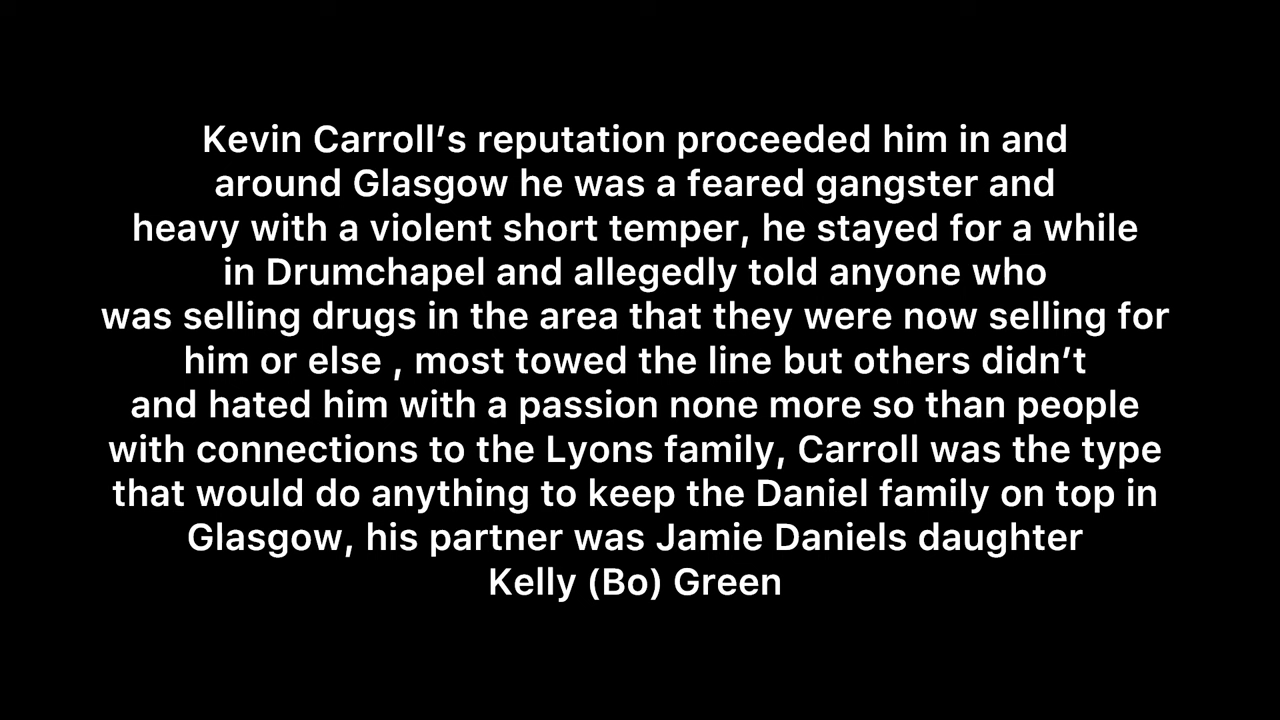 Kevin Carroll’s reputation proceeded him in and
around Glasgow he was a feared gangster and
heavy with a violent short temper, he stayed for a while
in Drumchapel and allegedly told anyone who
was selling drugs in the area that they were now selling for
him or else , most towed the line but others didn’t
and hated him with a passion none more so than people
with connections to the Lyons family, Carroll was the type
that would do anything to keep the Daniel family on top in
Glasgow, his partner was Jamie Daniels daughter
Kelly (Bo) Green